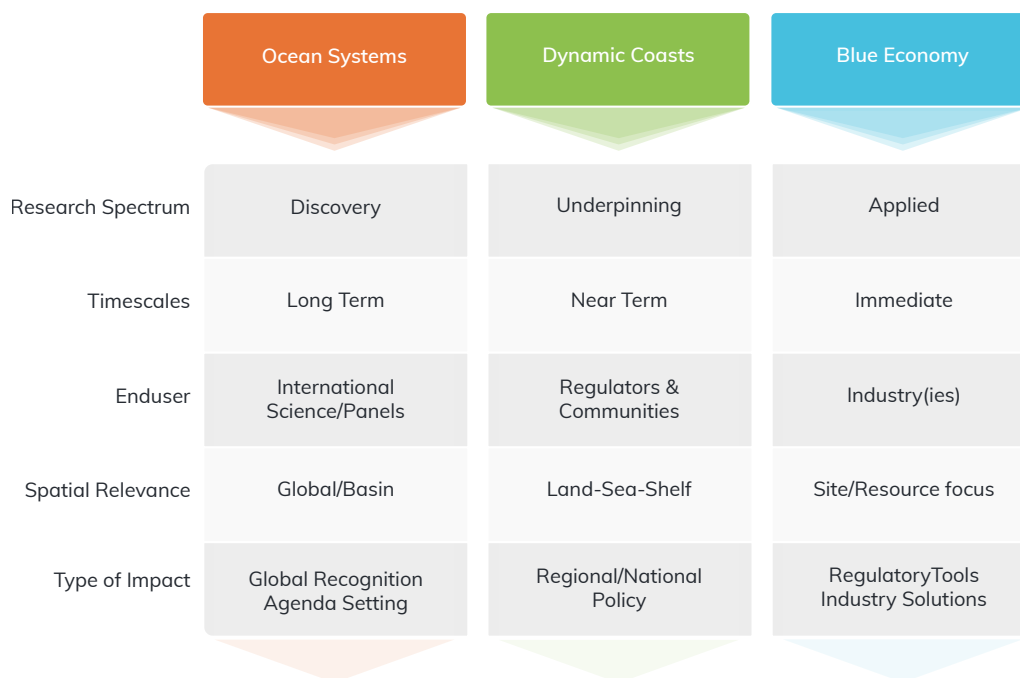 Ocean Systems
Dynamic Coasts
Blue Economy
Research Spectrum
Discovery
Underpinning
Applied
Timescales
Long Term
Near Term
Immediate
Enduser
International
Science/Panels
Regulators &
Communities
Industry(ies)
Spatial Relevance
Global/Basin
Land-Sea-Shelf
Site/Resource focus
Type of Impact
Global Recognition
Agenda Setting
Regional/National
Policy
RegulatoryTools
Industry Solutions